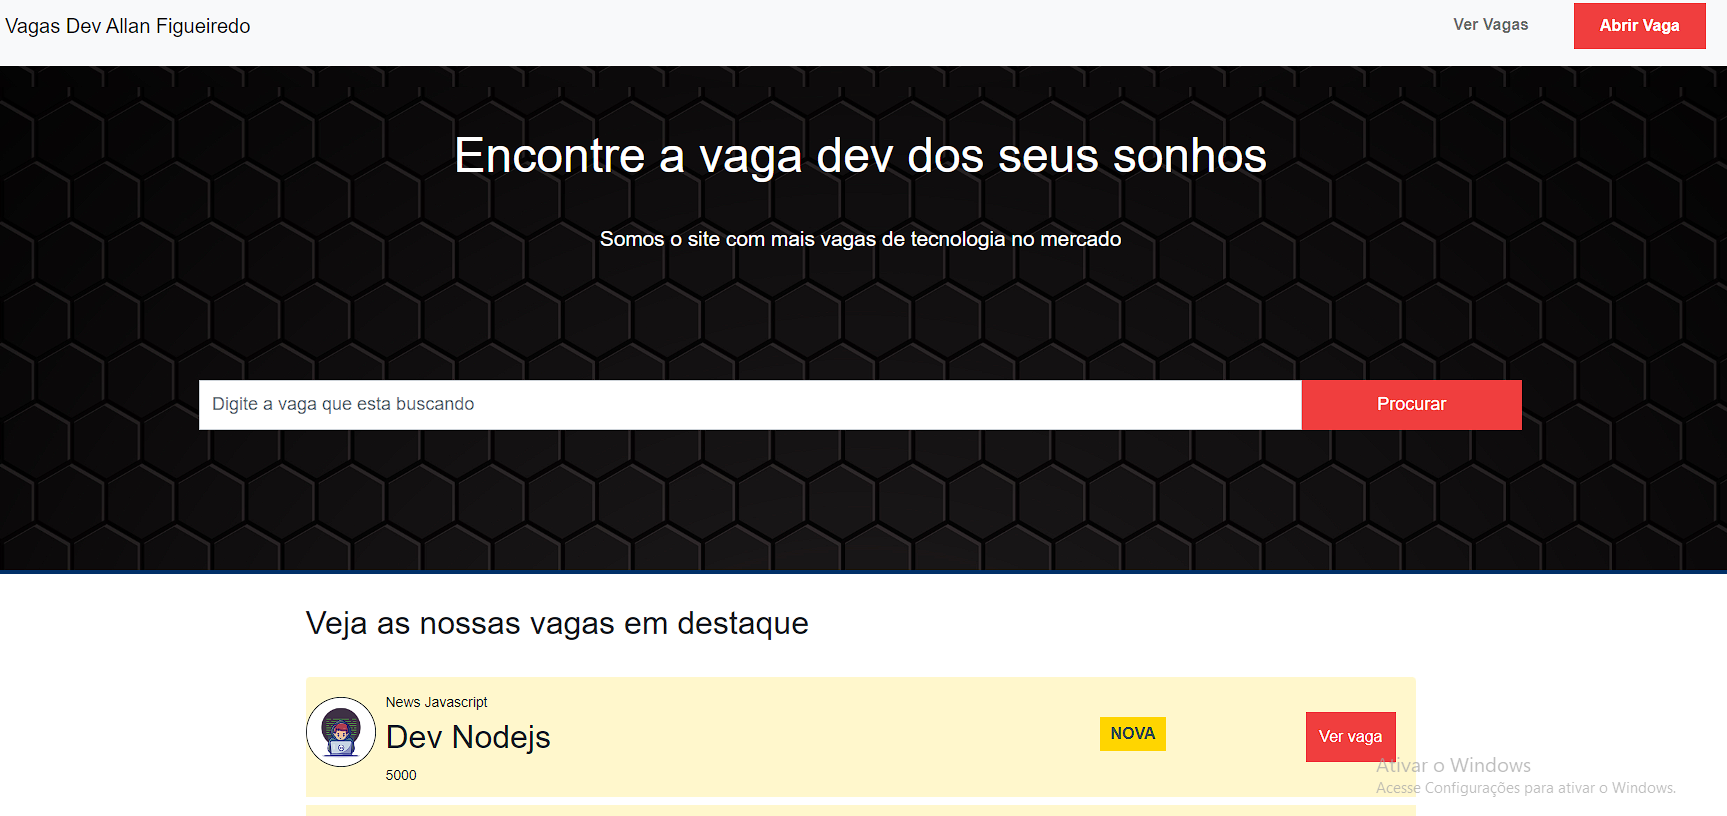 Vagas Dev Allan Figueiredo
Ver Vagas
Abrir Vaga
Encontre a vaga dev dos seus sonhos
Somos o site com mais vagas de tecnologia no mercado
Digite a vaga que esta buscando
Procurar
Veja as nossas vagas em destaque
News Javascript
Dev Nodejs
5000
NOVA
Ver vaga
Ativar o Windows
Acesse Configurações para ativar o Windows.